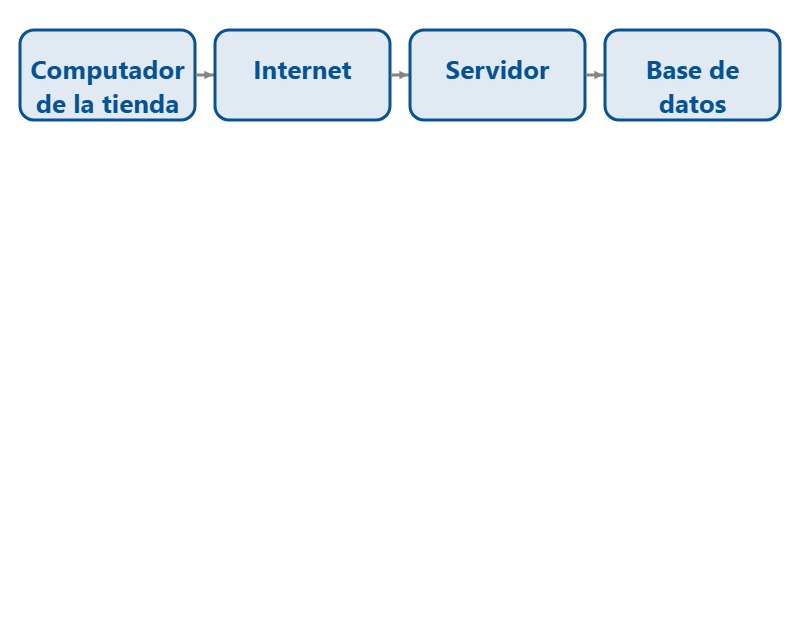 Computador
de la tienda
Internet
Servidor
Base de
datos